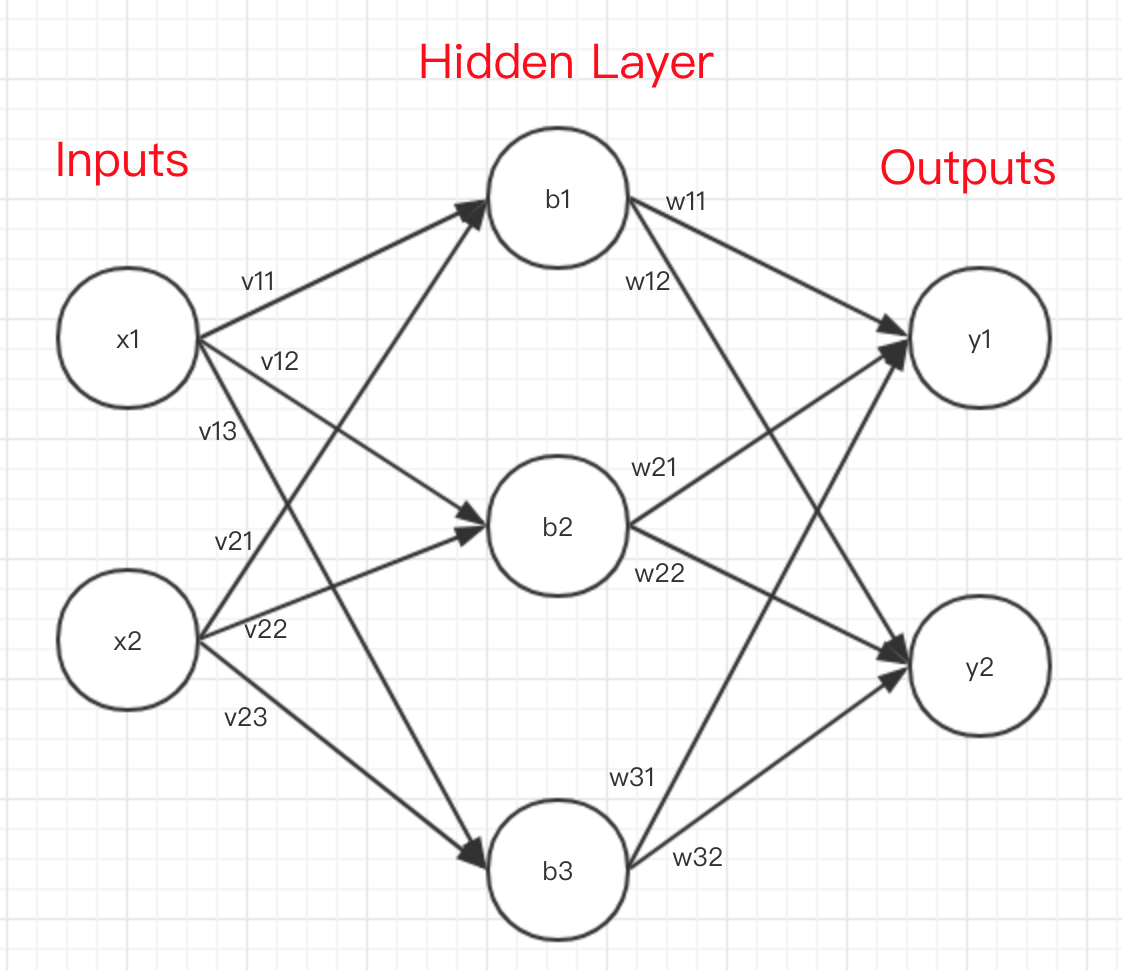 Hidden Layer
Inputs
Outputs
b1
w11
v11
w12
x1
y1
v12
v13
w21
b2
v21
w22
v22
x2
y2
v23
w31
w32
b3